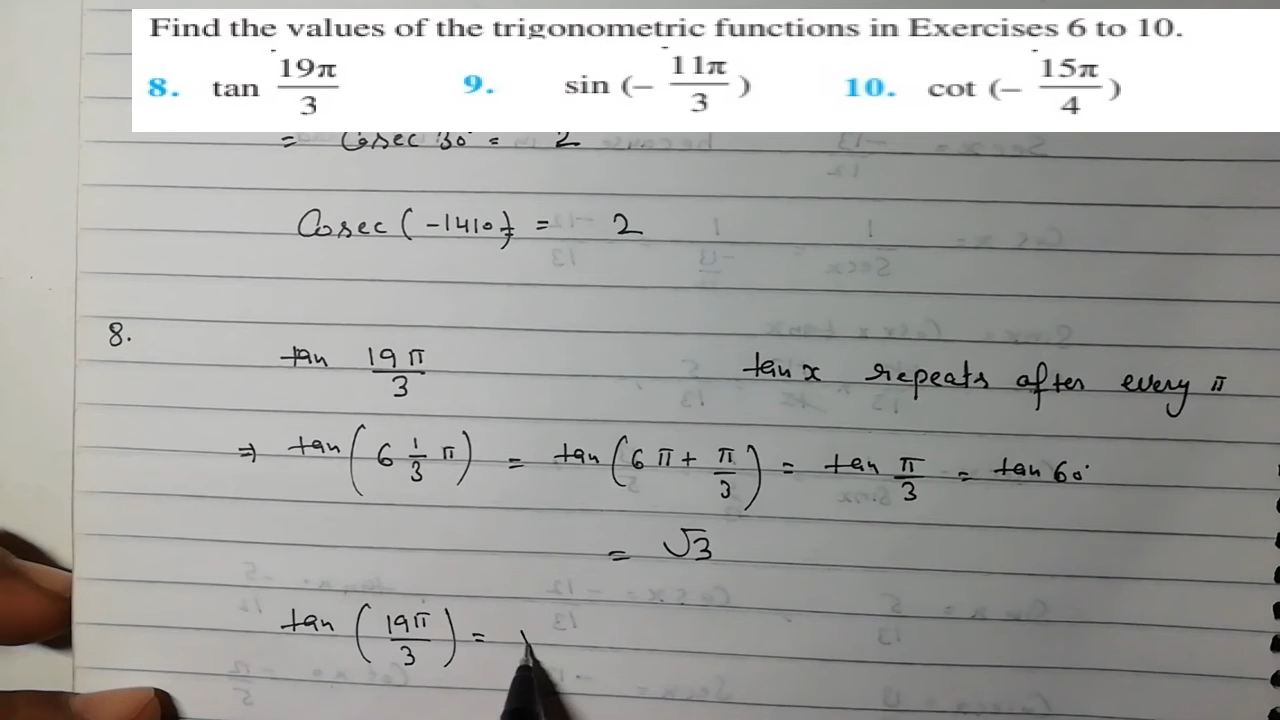 Find the values of the trigonometric functions in Exercises 6 to 10.
8. tan 19π/3 9. sin (– 11π/3) 10. cot (– 15π/4)
= Cosec 30° = 2
Cosec (-1410°) = 2
8.
tan 19π/3 tan x repeats after every π
⇒ tan (6 1/3 π) = tan (6π + π/3) = tan π/3 = tan 60°
= √3
tan (19π/3) =